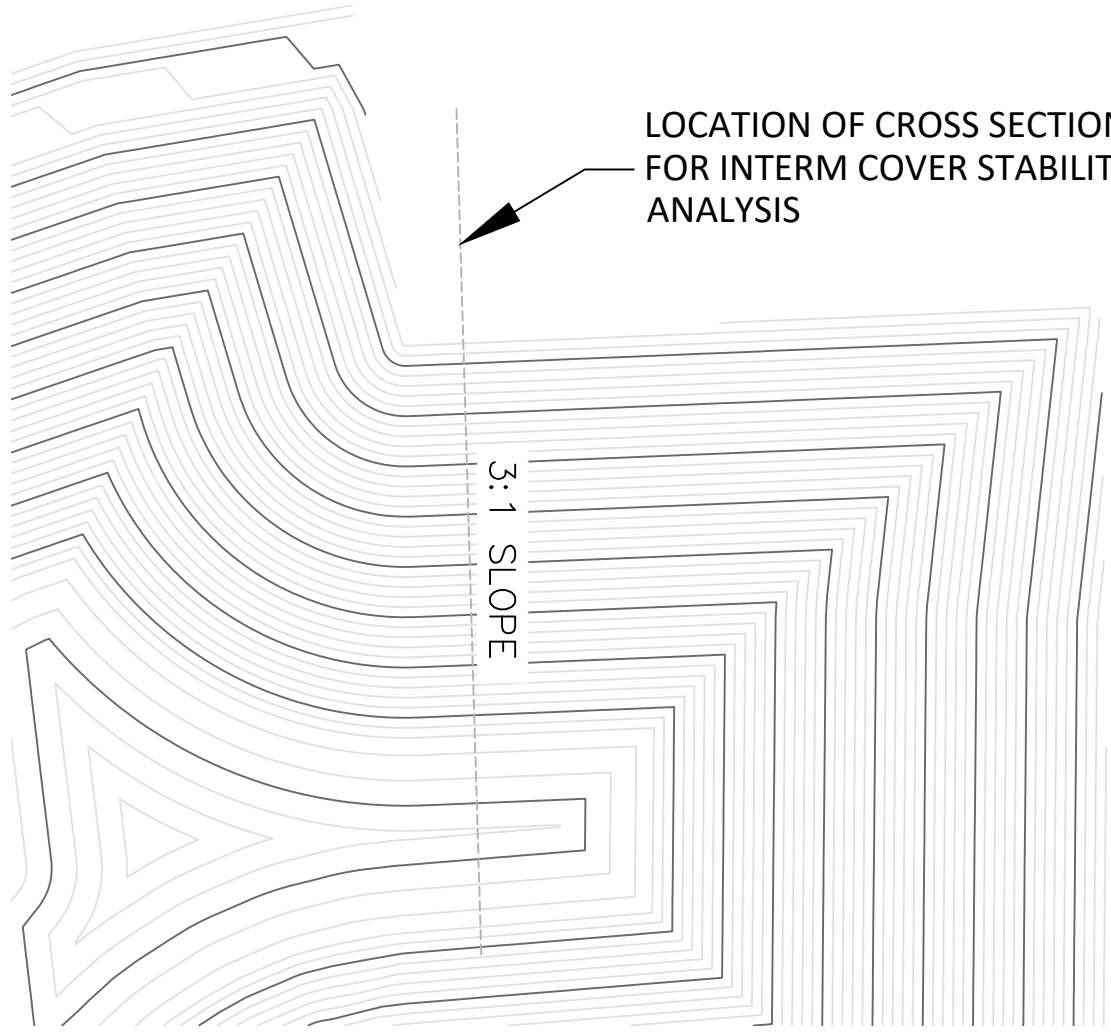 LOCATION OF CROSS SECTION
FOR INTERM COVER STABILIT
ANALYSIS
3:1 SLOPE